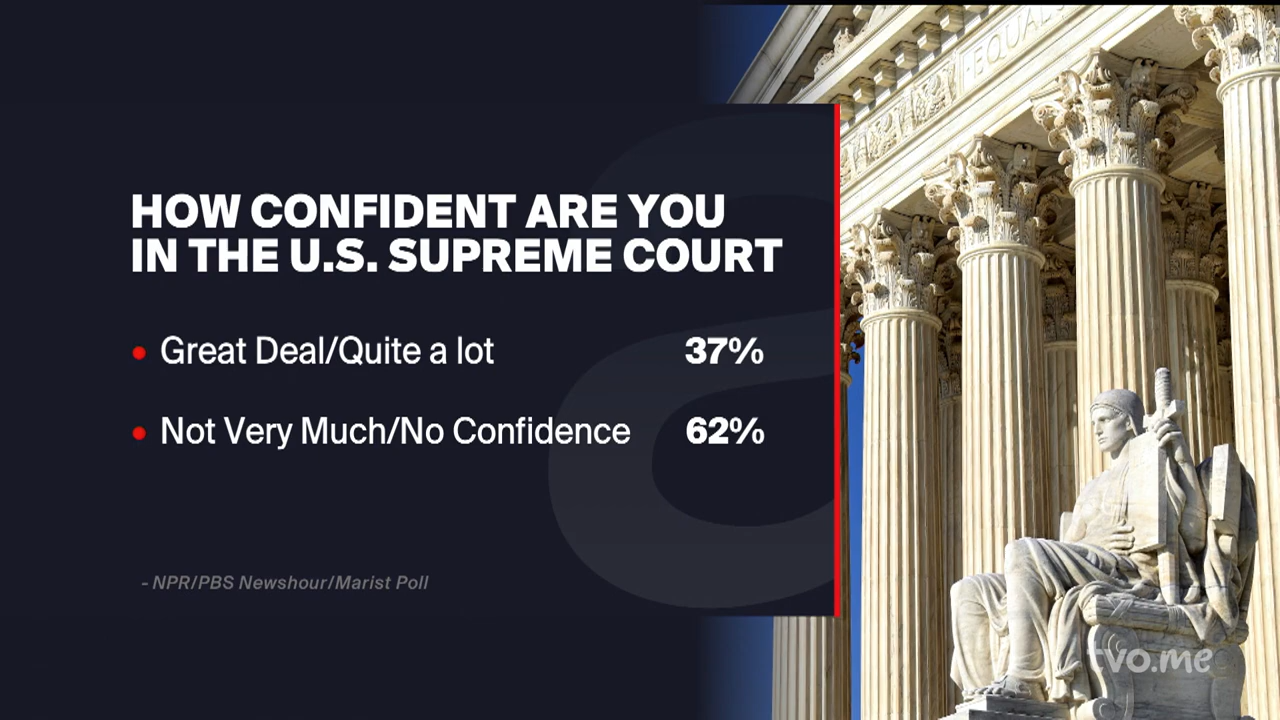 EQUAL
HOW CONFIDENT ARE YOU
IN THE U.S. SUPREME COURT
Great Deal/Quite a lot 37%
Not Very Much/No Confidence 62%
- NPR/PBS Newshour/Marist Poll
tvo.me